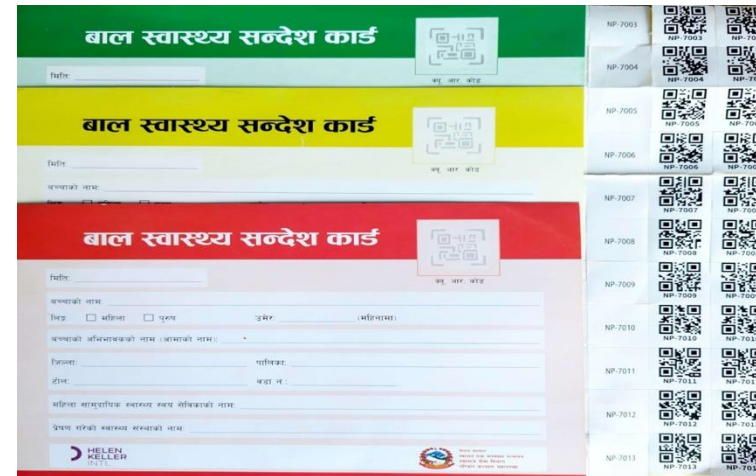 बाल स्वास्थ्य सन्देश कार्ड
मितिः
क्यू. आर. कोड
बाल स्वास्थ्य सन्देश कार्ड
मितिः
क्यू. आर. कोड
बच्चाको नामः
बाल स्वास्थ्य सन्देश कार्ड
मितिः
क्यू. आर. कोड
बच्चाको नामः
लिङ्गः महिला पुरुष उमेरः (महिनामा)
बच्चाको अभिभावकको नाम (आमाको नाम)ः
जिल्लाः पालिकाः
टोलः वडा नं.ः
महिला सामुदायिक स्वास्थ्य स्वयं सेविकाको नामः
प्रेषण गरेको स्वास्थ्य संस्थाको नामः
HELEN
KELLER
INTL
नेपाल सरकार
NP-7003 NP-7003
NP-7004 NP-7004
NP-7005 NP-7005
NP-7006 NP-7006
NP-7007 NP-7007
NP-7008 NP-7008
NP-7009 NP-7009
NP-7010 NP-7010
NP-7011 NP-7011
NP-7012 NP-7012
NP-7013 NP-7013